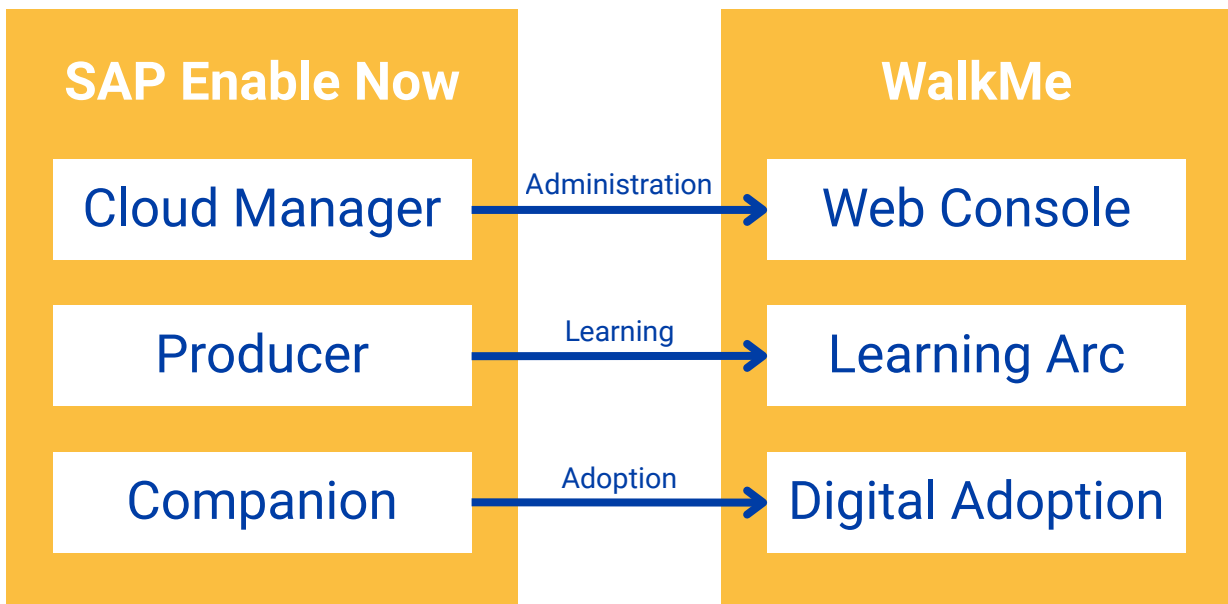 SAP Enable Now
WalkMe
Cloud Manager
Administration
Web Console
Producer
Learning
Learning Arc
Companion
Adoption
Digital Adoption